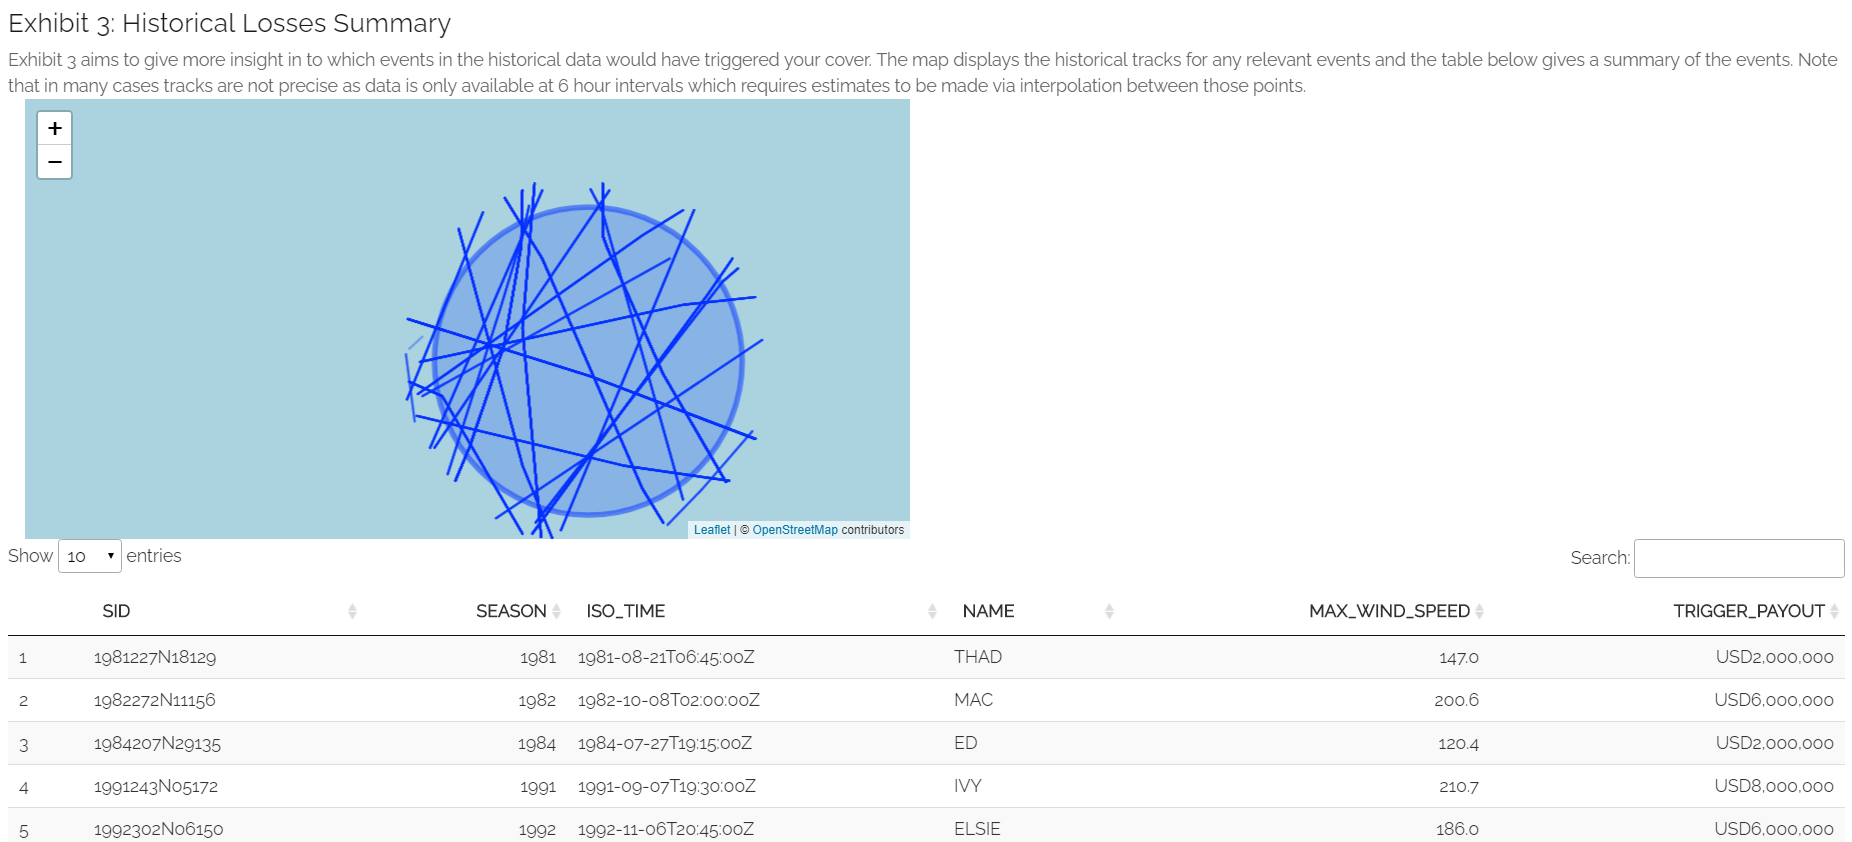 Exhibit 3: Historical Losses Summary
Exhibit 3 aims to give more insight in to which events in the historical data would have triggered your cover. The map displays the historical tracks for any relevant events and the table below gives a summary of the events. Note
that in many cases tracks are not precise as data is only available at 6 hour intervals which requires estimates to be made via interpolation between those points.
+
−
Leaflet | © OpenStreetMap contributors
Show 10 entries
Search:
SID SEASON ISO_TIME NAME MAX_WIND_SPEED TRIGGER_PAYOUT
1 1981227N18129 1981 1981-08-21T06:45:00Z THAD 147.0 USD2,000,000
2 1982272N11156 1982 1982-10-08T02:00:00Z MAC 200.6 USD6,000,000
3 1984207N29135 1984 1984-07-27T19:15:00Z ED 120.4 USD2,000,000
4 1991243N05172 1991 1991-09-07T19:30:00Z IVY 210.7 USD8,000,000
5 1992302N06150 1992 1992-11-06T20:45:00Z ELSIE 186.0 USD6,000,000